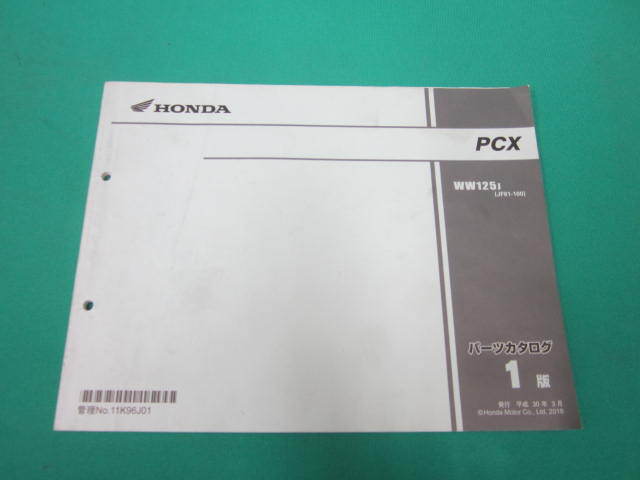 HONDA
PCX
WW125J
(JF81-100)
パーツカタログ
1 版
発行 平成 30 年 3 月
©Honda Motor Co., Ltd. 2018
管理No.11K96J01